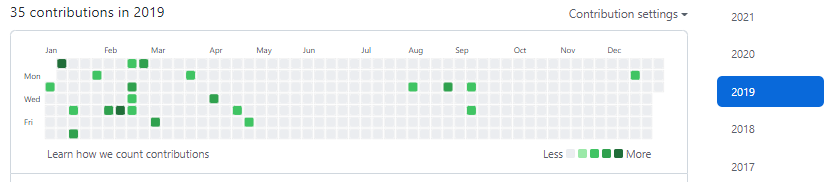 35 contributions in 2019
Contribution settings
Jan Feb Mar Apr May Jun Jul Aug Sep Oct Nov Dec
Mon
Wed
Fri
Learn how we count contributions
Less More
2021
2020
2019
2018
2017